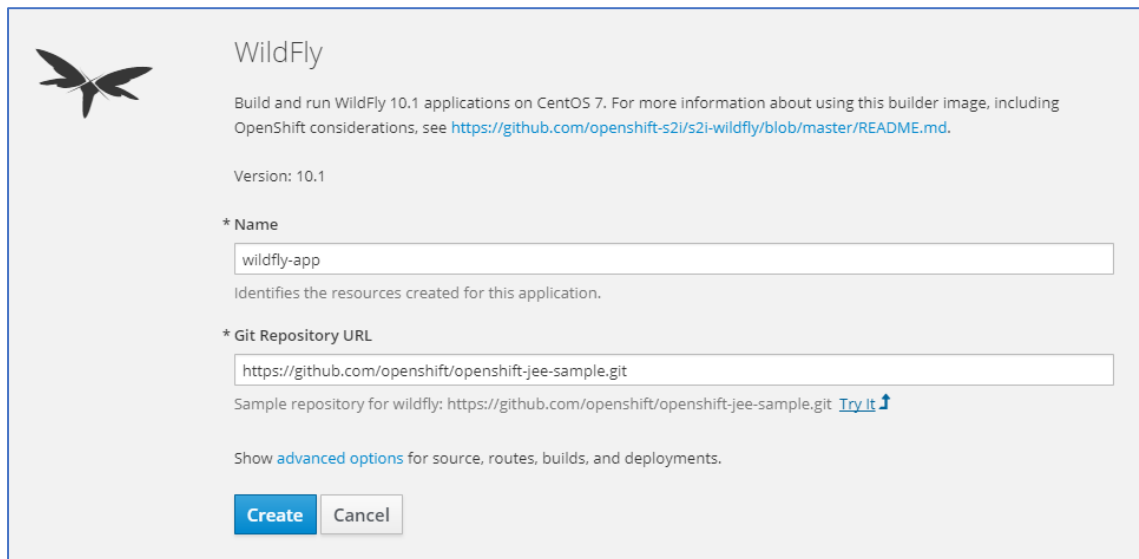 WildFly
Build and run WildFly 10.1 applications on CentOS 7. For more information about using this builder image, including
OpenShift considerations, see https://github.com/openshift-s2i/s2i-wildfly/blob/master/README.md.
Version: 10.1
* Name
wildfly-app
Identifies the resources created for this application.
* Git Repository URL
https://github.com/openshift/openshift-jee-sample.git
Sample repository for wildfly: https://github.com/openshift/openshift-jee-sample.git Try It
Show advanced options for source, routes, builds, and deployments.
Create Cancel